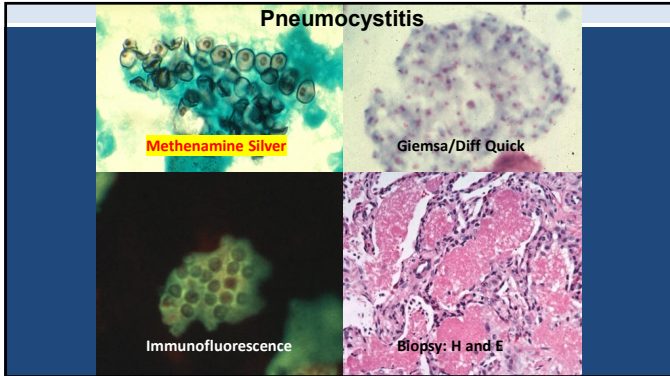 Pneumocystitis
Methenamine Silver
Giemsa/Diff Quick
Immunofluorescence
Biopsy: H and E